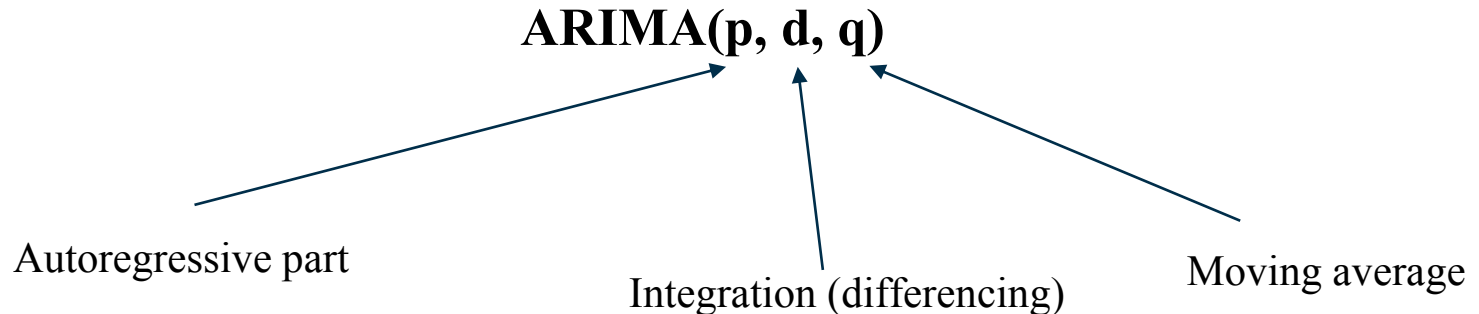 ARIMA(p, d, q)
Autoregressive part
Integration (differencing)
Moving average